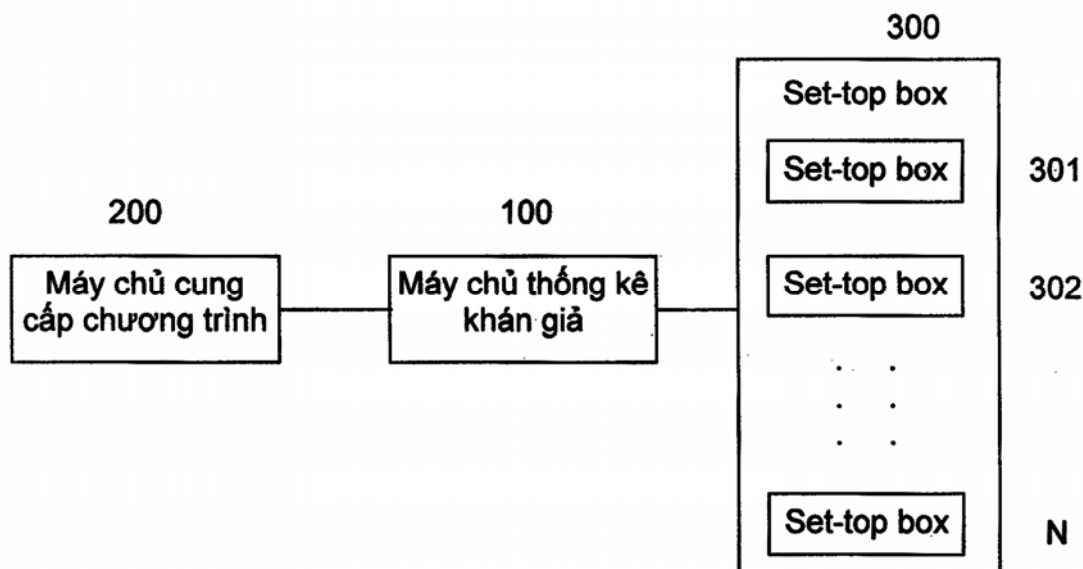 300
Set-top box
Set-top box
301
200
100
Máy chủ cung
cấp chương trình
Máy chủ thống kê
khán giả
Set-top box
302
Set-top box
N